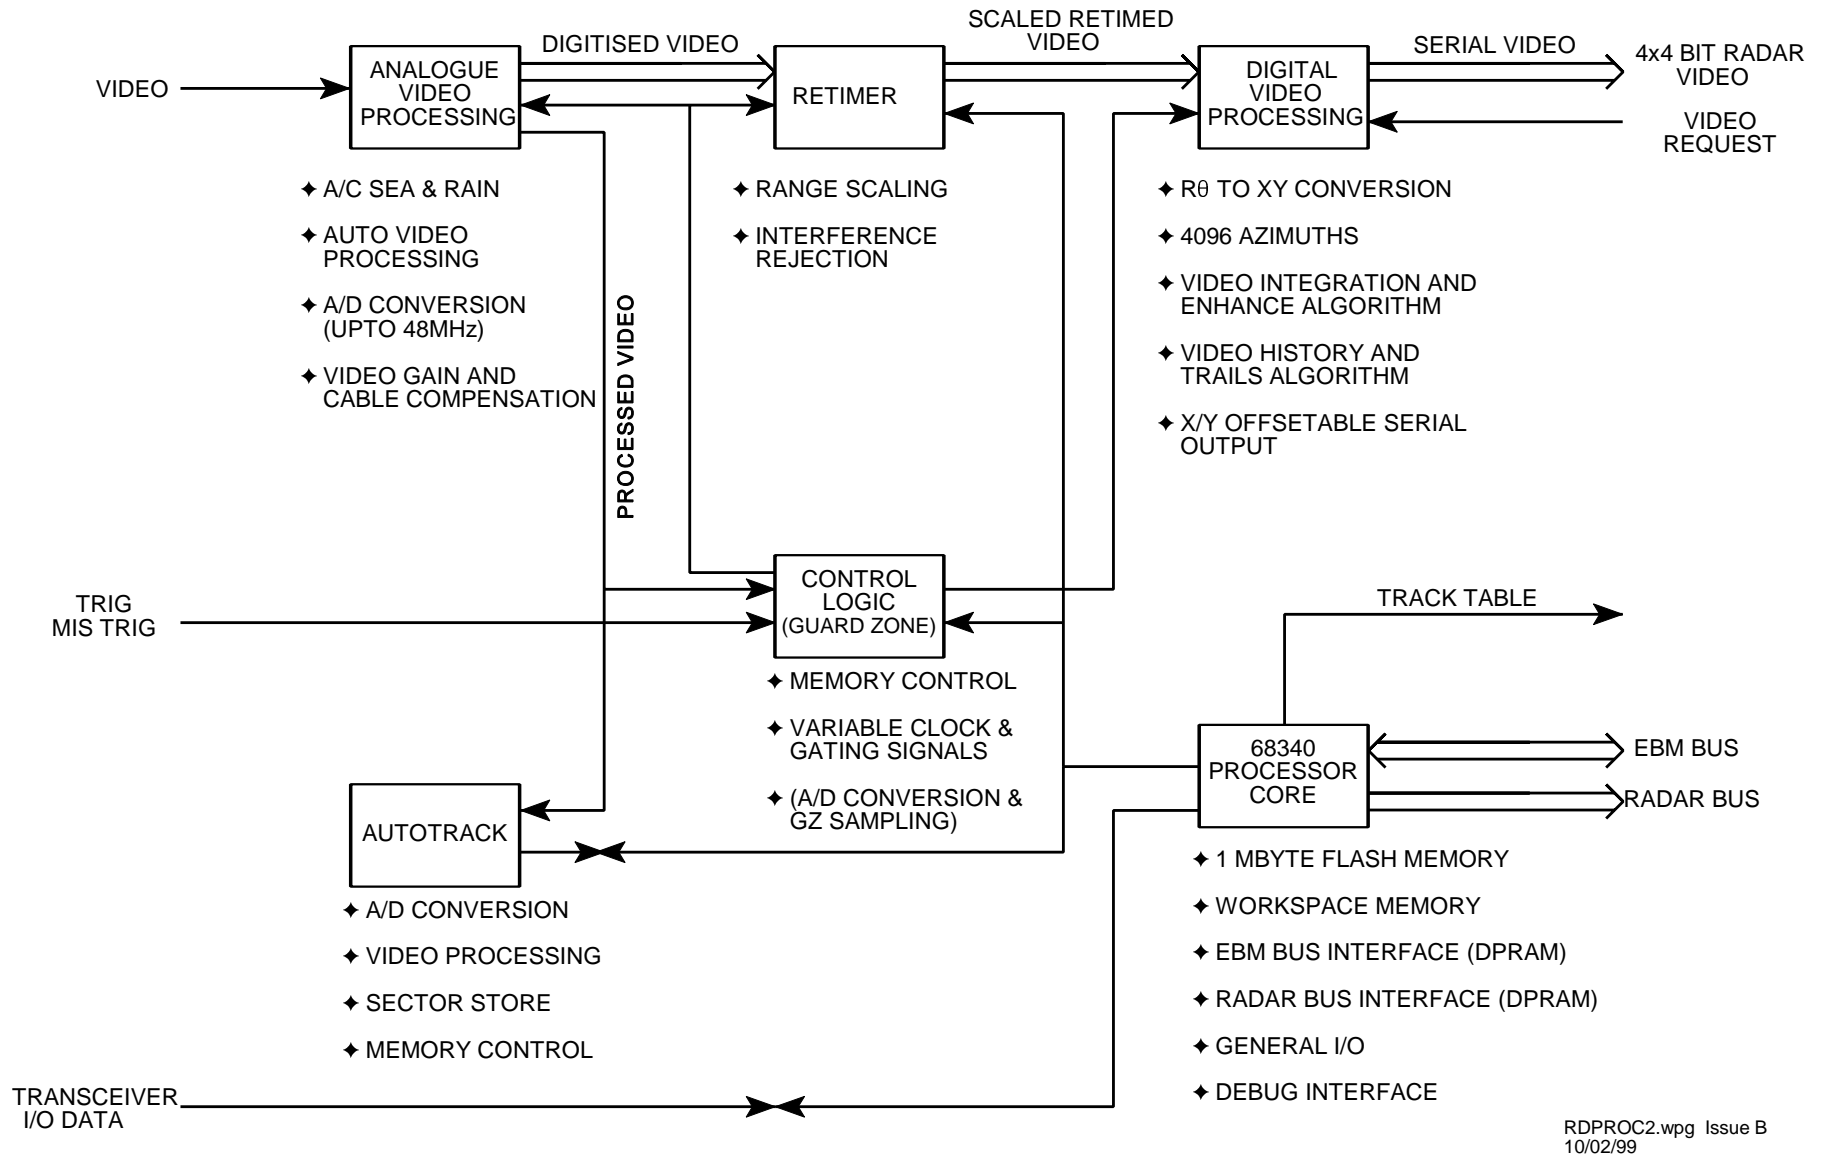 SCALED RETIMED
VIDEO
DIGITISED VIDEO
SERIAL VIDEO
4x4 BIT RADAR
VIDEO
VIDEO
ANALOGUE
VIDEO
PROCESSING
RETIMER
DIGITAL
VIDEO
PROCESSING
VIDEO
REQUEST
A/C SEA & RAIN
AUTO VIDEO
PROCESSING
A/D CONVERSION
(UPTO 48MHz)
VIDEO GAIN AND
CABLE COMPENSATION
PROCESSED VIDEO
RANGE SCALING
INTERFERENCE
REJECTION
Rθ TO XY CONVERSION
4096 AZIMUTHS
VIDEO INTEGRATION AND
ENHANCE ALGORITHM
VIDEO HISTORY AND
TRAILS ALGORITHM
X/Y OFFSETABLE SERIAL
OUTPUT
TRIG
MIS TRIG
CONTROL
LOGIC
(GUARD ZONE)
MEMORY CONTROL
VARIABLE CLOCK &
GATING SIGNALS
(A/D CONVERSION &
GZ SAMPLING)
TRACK TABLE
68340
PROCESSOR
CORE
EBM BUS
RADAR BUS
1 MBYTE FLASH MEMORY
WORKSPACE MEMORY
EBM BUS INTERFACE (DPRAM)
RADAR BUS INTERFACE (DPRAM)
GENERAL I/O
DEBUG INTERFACE
AUTOTRACK
A/D CONVERSION
VIDEO PROCESSING
SECTOR STORE
MEMORY CONTROL
TRANSCEIVER
I/O DATA
RDPROC2.wpg Issue B
10/02/99